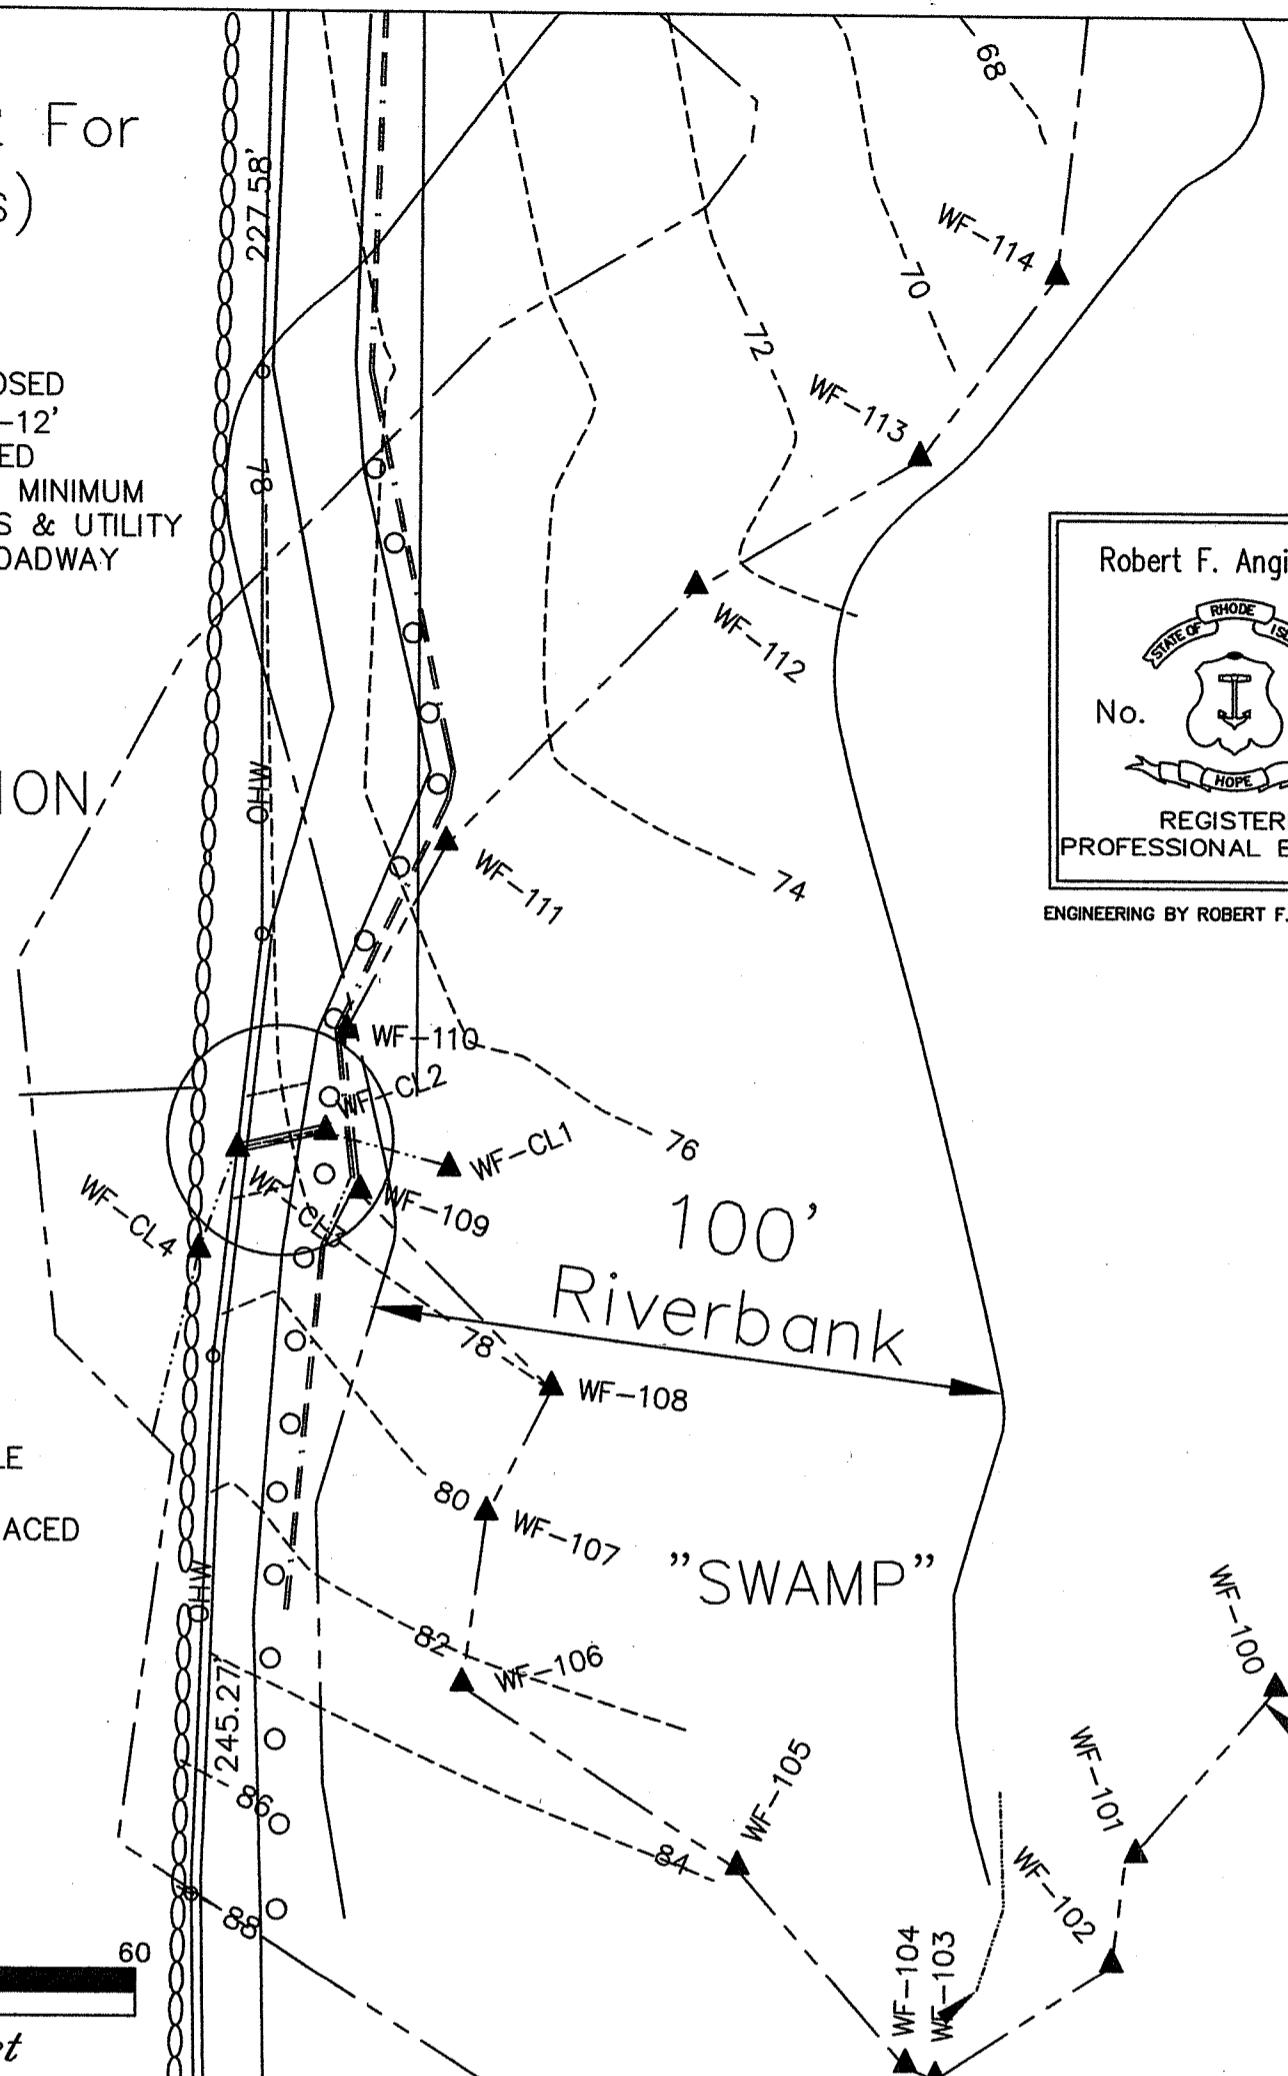 For
s)
227.58'
68
WF-114
70
72
WF-113
OSED
-12'
ED
MINIMUM
S & UTILITY
OADWAY
78
WF-112
Robert F. Angi
STATE OF RHODE ISL
No.
HOPE
REGISTER
PROFESSIONAL E
ENGINEERING BY ROBERT F.
ION
OHW
WF-111
74
WF-110
WF-CL2
WF-CL1
76
WF-CL4
WF-CL3
WF-109
100'
Riverbank
78
WF-108
LE
80
ACED
WF-107
"SWAMP"
OHW
82
WF-106
WF-100
245.27'
WF-105
WF-101
86
84
WF-102
88
60
WF-104
WF-103
et